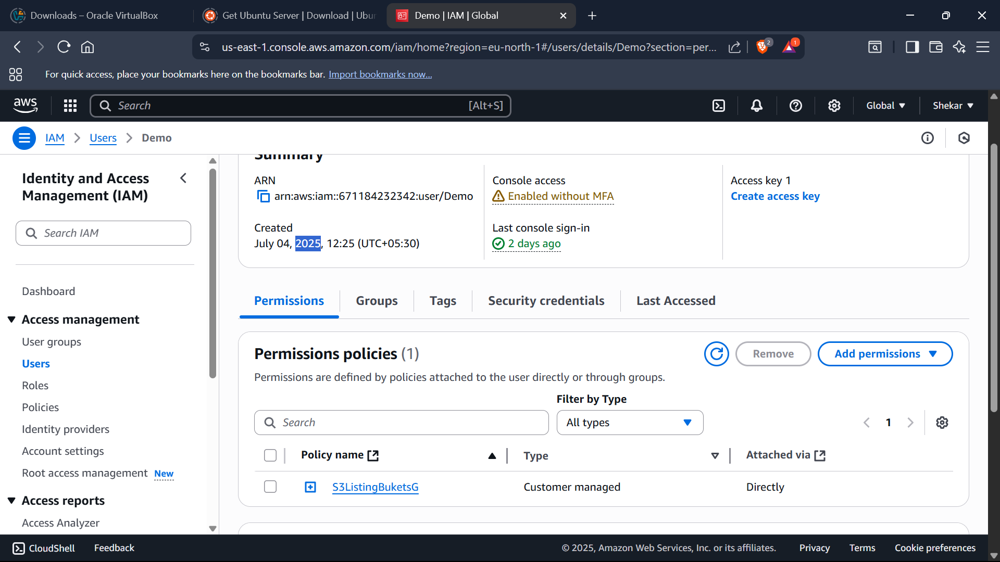 Downloads – Oracle VirtualBox
Get Ubuntu Server | Download | Ubun
Demo | IAM | Global
us-east-1.console.aws.amazon.com/iam/home?region=eu-north-1#/users/details/Demo?section=per...
2
1
For quick access, place your bookmarks here on the bookmarks bar. Import bookmarks now...
aws
Search [Alt+S]
Global
Shekar
IAM > Users > Demo
Identity and Access
Management (IAM)
Search IAM
Dashboard
Access management
User groups
Users
Roles
Policies
Identity providers
Account settings
Root access management New
Access reports
Access Analyzer
Summary
ARN
arn:aws:iam::671184232342:user/Demo
Created
July 04, 2025, 12:25 (UTC+05:30)
Console access
Enabled without MFA
Last console sign-in
2 days ago
Access key 1
Create access key
Permissions
Groups
Tags
Security credentials
Last Accessed
Permissions policies (1)
Remove
Add permissions
Permissions are defined by policies attached to the user directly or through groups.
Filter by Type
Search
All types
1
Policy name
Type
Attached via
S3ListingBuketsG
Customer managed
Directly
CloudShell
Feedback
© 2025, Amazon Web Services, Inc. or its affiliates.
Privacy
Terms
Cookie preferences